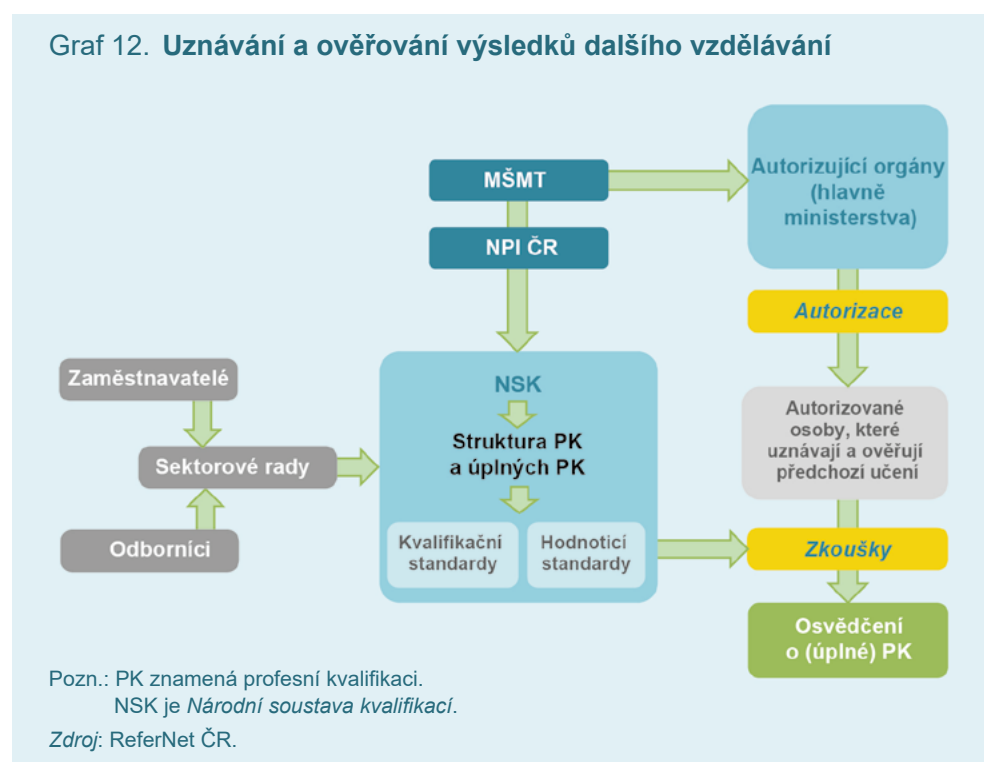 Graf 12. Uznávání a ověřování výsledků dalšího vzdělávání
MŠMT
NPI ČR
Autorizující orgány
(hlavně
ministerstva)
Autorizace
Zaměstnavatelé
Sektorové rady
Odborníci
NSK
Struktura PK
a úplných PK
Kvalifikační
standardy
Hodnoticí
standardy
Autorizované
osoby, které
uznávají a ověřují
předchozí učení
Zkoušky
Osvědčení
o (úplné) PK
Pozn.: PK znamená profesní kvalifikaci.
NSK je Národní soustava kvalifikací.
Zdroj: ReferNet ČR.